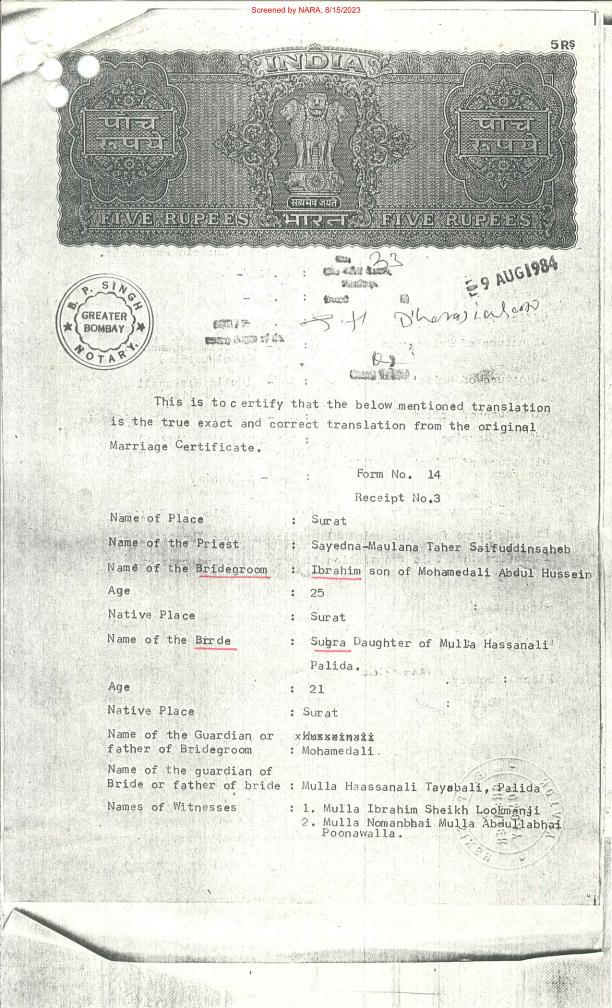 Screened by NARA, 8/15/2023
5 RS
INDIA
पाँच
रुपये
पाँच
रुपये
सत्यमेव जयते
FIVE RUPEES भारत FIVE RUPEES
33
9 AUG 1984
B. P. SINGH
GREATER
BOMBAY
NOTARY
This is to certify that the below mentioned translation
is the true exact and correct translation from the original
Marriage Certificate.
Form No. 14
Receipt No.3
Name of Place : Surat
Name of the Priest : Sayedna-Maulana Taher Saifuddinsaheb
Name of the Bridegroom : Ibrahim son of Mohamedali Abdul Hussein
Age : 25
Native Place : Surat
Name of the Birde : Sugra Daughter of Mulla Hassanali
Palida.
Age : 21
Native Place : Surat
Name of the Guardian or
father of Bridegroom : Mohamedali.
Name of the guardian of
Bride or father of bride : Mulla Haassanali Tayabali, Palida
Names of Witnesses : 1. Mulla Ibrahim Sheikh Lookmanji
2. Mulla Nomanbhai Mulla Abdullabhai
Poonawalla.